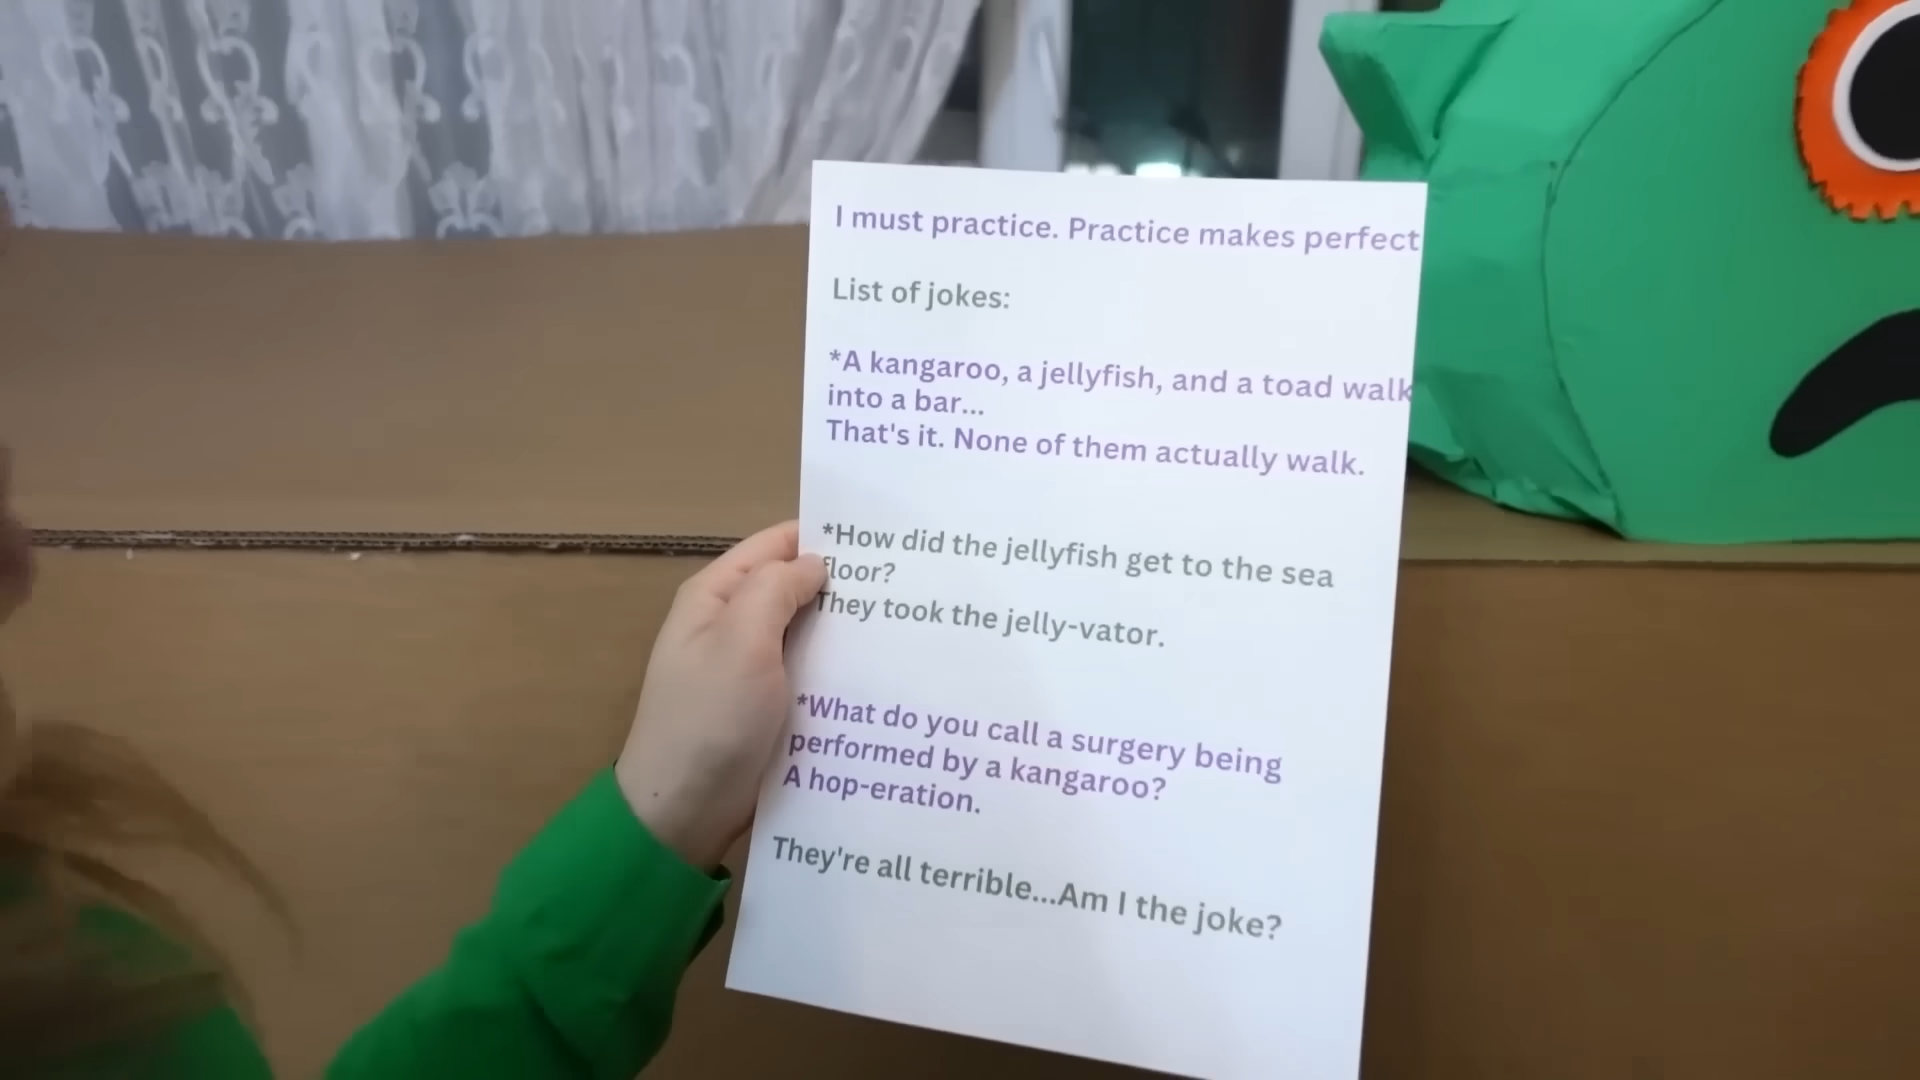 I must practice. Practice makes perfect
List of jokes:
*A kangaroo, a jellyfish, and a toad walk
into a bar...
That's it. None of them actually walk.
*How did the jellyfish get to the sea
floor?
They took the jelly-vator.
*What do you call a surgery being
performed by a kangaroo?
A hop-eration.
They're all terrible...Am I the joke?